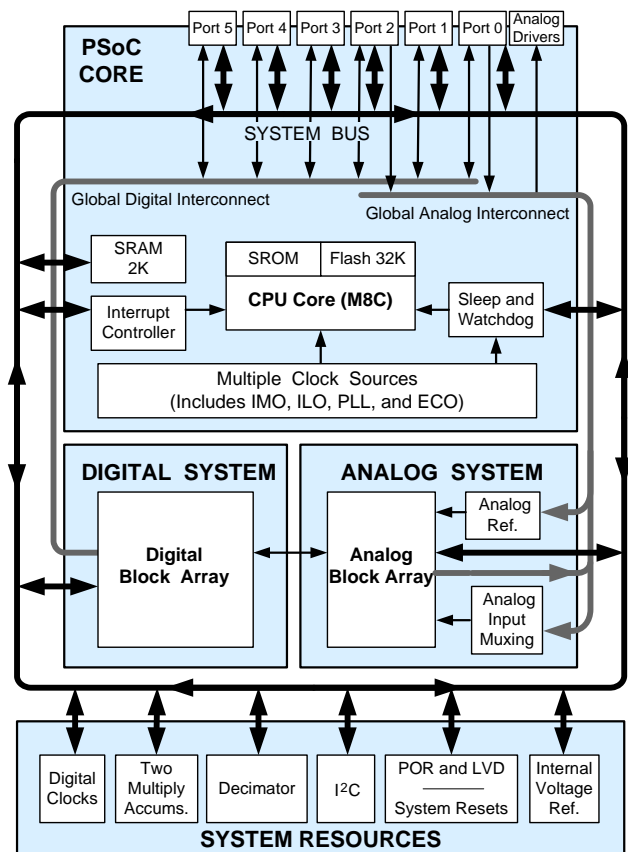 Port 5 Port 4 Port 3 Port 2 Port 1 Port 0 Analog
Drivers
PSoC
CORE
SYSTEM BUS
Global Digital Interconnect
Global Analog Interconnect
SRAM
2K
SROM Flash 32K
CPU Core (M8C)
Interrupt
Controller
Sleep and
Watchdog
Multiple Clock Sources
(Includes IMO, ILO, PLL, and ECO)
DIGITAL SYSTEM
ANALOG SYSTEM
Digital
Block Array
Analog
Block Array
Analog
Ref.
Analog
Input
Muxing
Digital
Clocks
Two
Multiply
Accums.
Decimator
I²C
POR and LVD
System Resets
Internal
Voltage
Ref.
SYSTEM RESOURCES